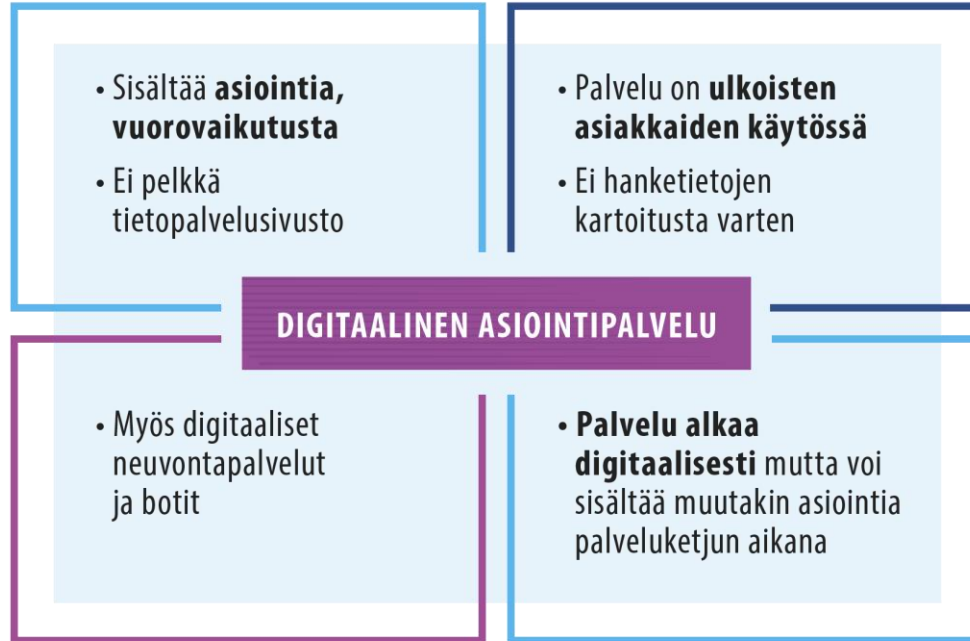 • Sisältää asiointia,
vuorovaikutusta
• Ei pelkkä
tietopalvelusivusto
• Palvelu on ulkoisten
asiakkaiden käytössä
• Ei hanketietojen
kartoitusta varten
DIGITAALINEN ASIOINTIPALVELU
• Myös digitaaliset
neuvontapalvelut
ja botit
• Palvelu alkaa
digitaalisesti mutta voi
sisältää muutakin asiointia
palveluketjun aikana